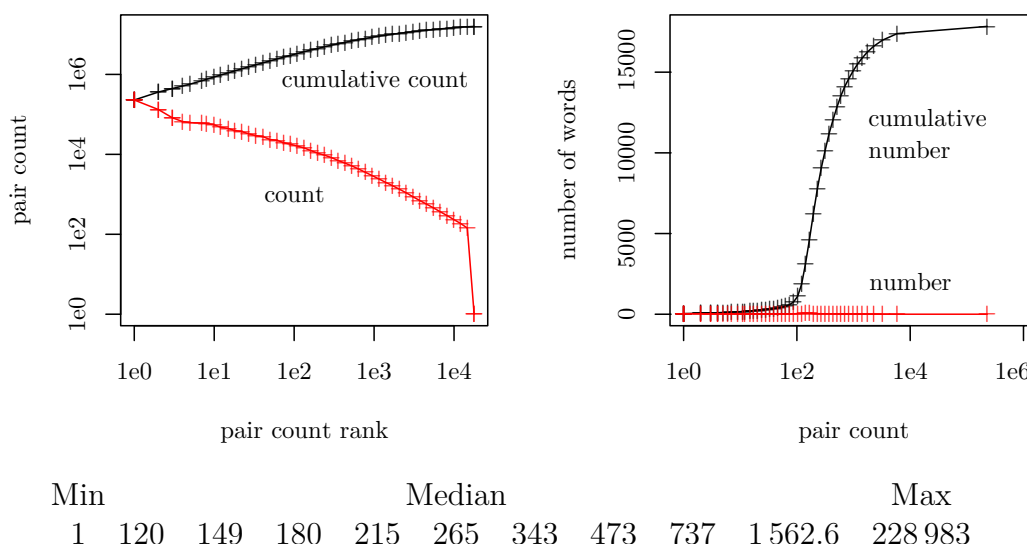 pair count
1e0 1e2 1e4 1e6
cumulative count
count
1e0 1e1 1e2 1e3 1e4
pair count rank
number of words
0 5000 10000 15000
cumulative
number
number
1e0 1e2 1e4 1e6
pair count
Min Median Max
1 120 149 180 215 265 343 473 737 1 562.6 228 983